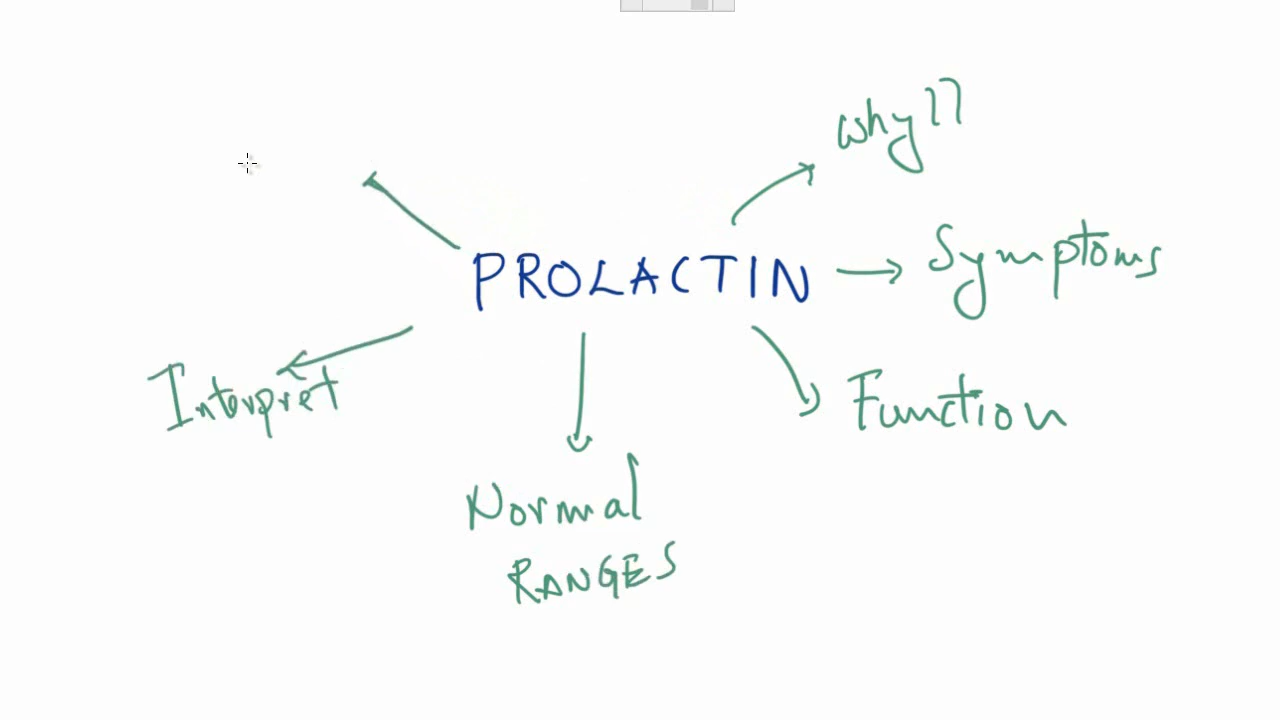 why??
PROLACTIN
Symptoms
Interpret
Function
Normal
RANGES